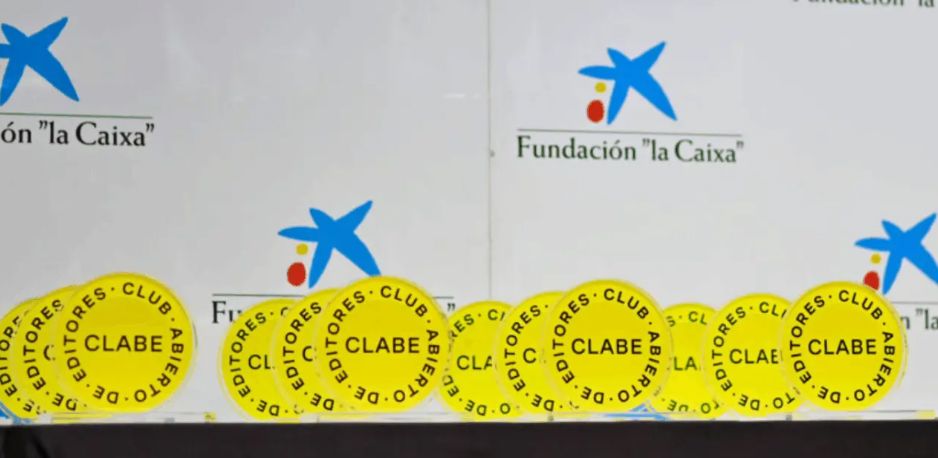 Fundación "la
ón "la Caixa"
Fundación "la Caixa"
EDITORES · CLUB · ABIERTO · DE ·
CLABE
EDITORES · CLUB · ABIERTO · DE ·
CLABE
EDITORES · CLUB · ABIERTO · DE ·
CLABE
EDITORES · CLUB · ABIERTO · DE ·
CLABE